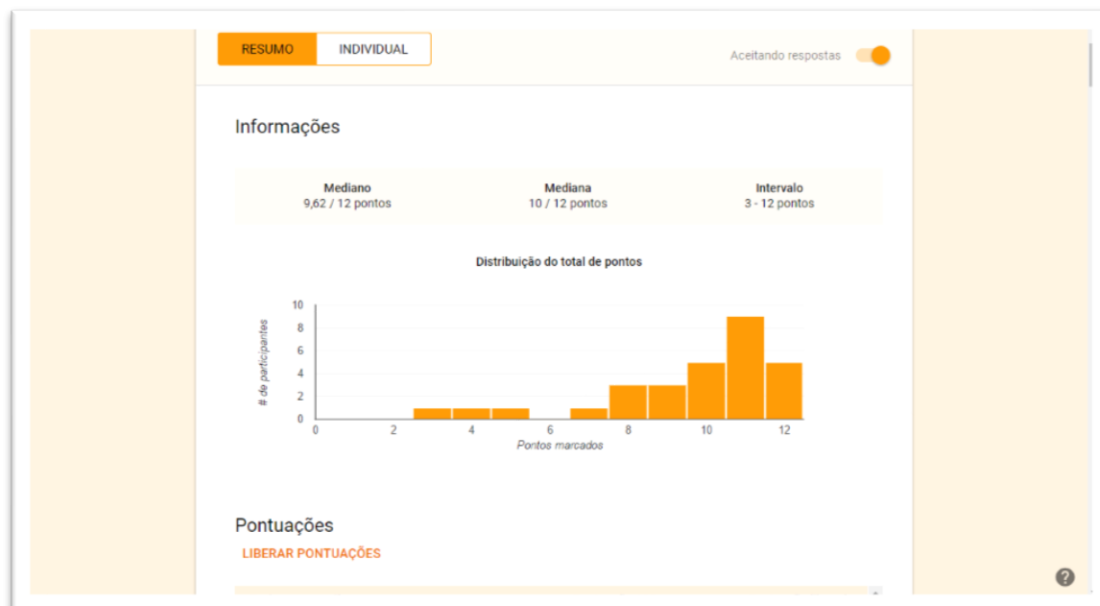 RESUMO INDIVIDUAL Aceitando respostas
Informações
Mediano Mediana Intervalo
9,62 / 12 pontos 10 / 12 pontos 3 - 12 pontos
Distribuição do total de pontos
# de participantes
10
8
6
4
2
0
0 2 4 6 8 10 12
Pontos marcados
Pontuações
LIBERAR PONTUAÇÕES
?